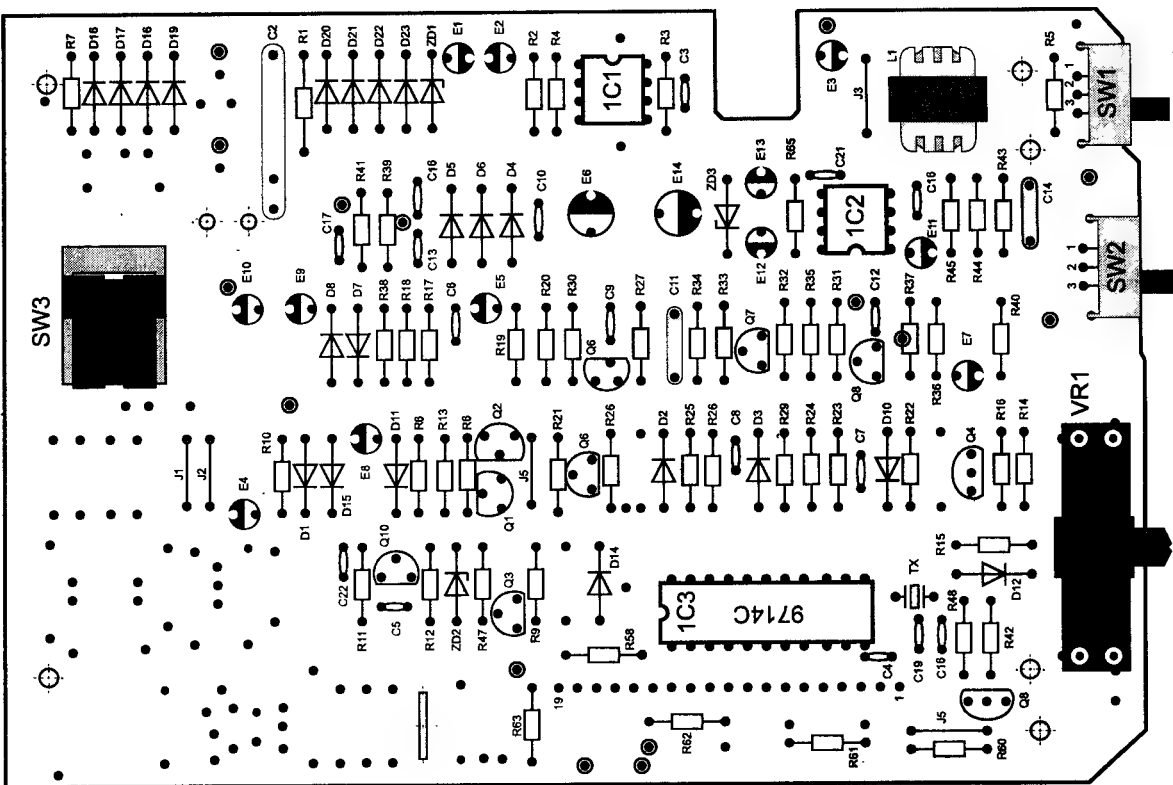 R7 D16 D17 D16 D19 C2 R1 D20 D21 D22 D23 ZD1 E1 E2 R2 R4 R3 C3 E3 J3 L1 R5
1C1
1 2 3
SW1
R41 R39 C16 D5 D6 D4 C10 E6 E14 ZD3 E13 R65 C21 C16 R43 C14
1C2
C17 C13 E12 E11 R45 R44
SW2
1 2 3
SW3
E10 E9 D8 D7 R38 R18 R17 C6 E5 R19 R20 R30 C9 Q6 R27 C11 R34 R33 Q7 R32 R35 R31 C12 Q8 R37 R36 E7 R40
VR1
J1 J2 R10 E4 D1 D15 E8 D11 R6 R13 R6 Q2 Q1 J5 R21 Q6 R26 D2 R25 R26 C8 D3 R29 R24 R23 C7 D10 R22 Q4 R16 R14
C22 R11 Q10 C5 R12 ZD2 R47 Q3 R9 D14 R58
1C3
9714C
C4 TX C19 C16 R48 R42 R15 D12
19 1
R63 R62 R61 J5 R60 Q8